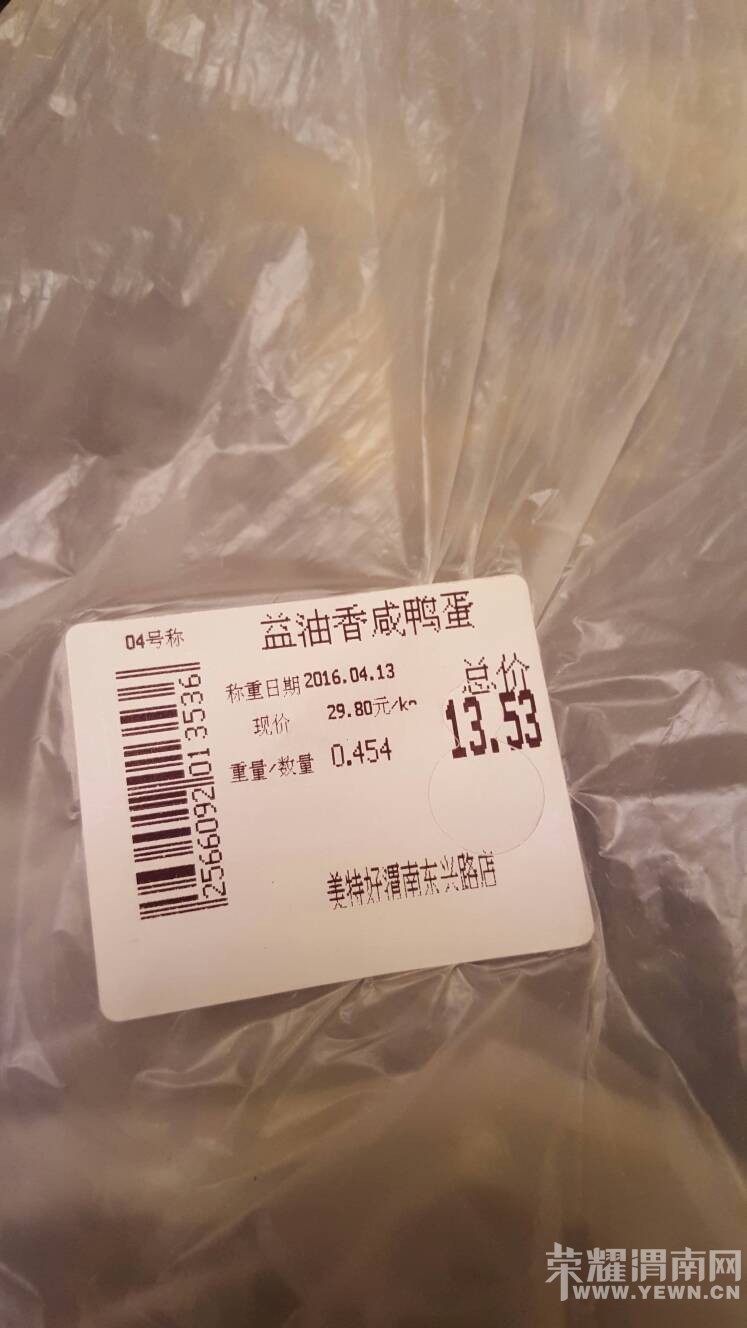 04号称
益油香咸鸭蛋
称重日期 2016.04.13
总价
现价 29.80元/k
13.53
重量/数量 0.454
2566092013536
美特好渭南东兴路店
荣耀渭南网
WWW.YEWN.CN